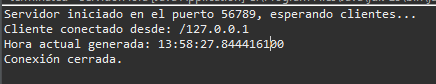 Servidor iniciado en el puerto 56789, esperando clientes...
Cliente conectado desde: /127.0.0.1
Hora actual generada: 13:58:27.844416100
Conexión cerrada.